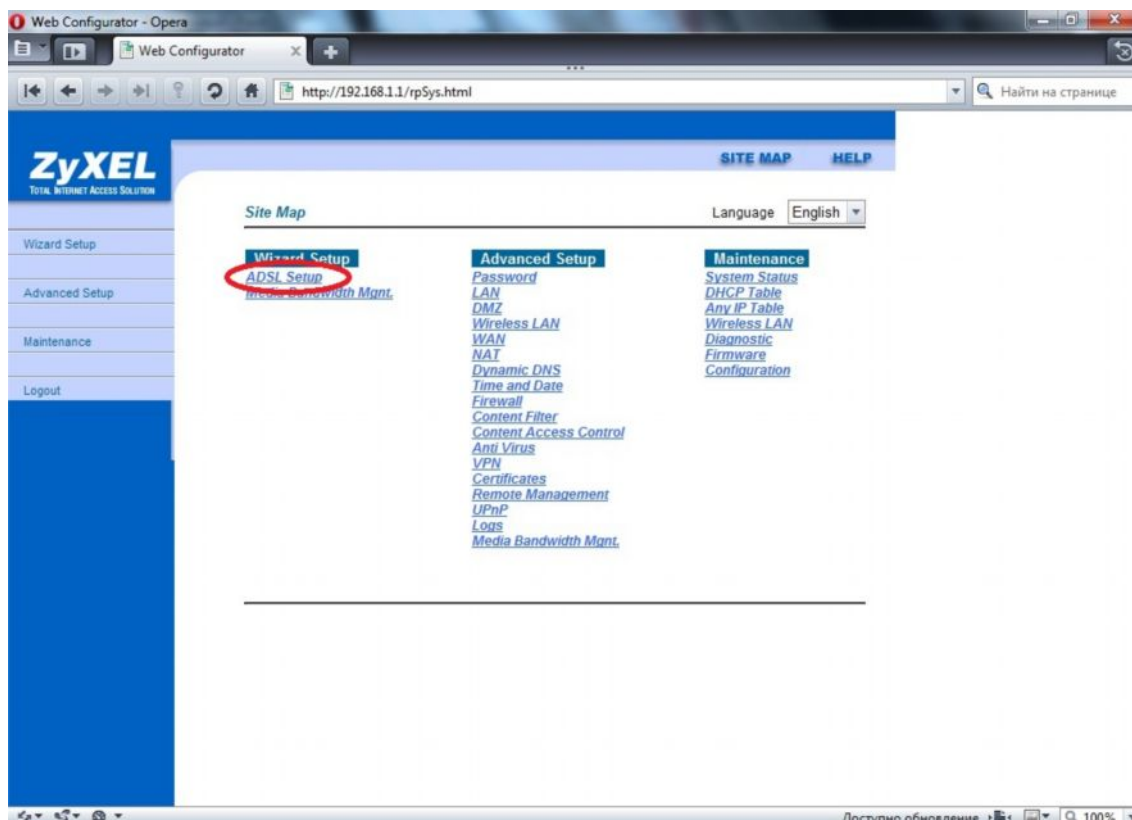 Web Configurator - Opera
Web Configurator
http://192.168.1.1/rpSys.html
Найти на странице
ZyXEL
TOTAL INTERNET ACCESS SOLUTION
SITE MAP
HELP
Site Map
Language
English
Wizard Setup
Advanced Setup
Maintenance
Logout
Wizard Setup
ADSL Setup
Media Bandwidth Mgnt.
Advanced Setup
Password
LAN
DMZ
Wireless LAN
WAN
NAT
Dynamic DNS
Time and Date
Firewall
Content Filter
Content Access Control
Anti Virus
VPN
Certificates
Remote Management
UPnP
Logs
Media Bandwidth Mgnt.
Maintenance
System Status
DHCP Table
Any IP Table
Wireless LAN
Diagnostic
Firmware
Configuration
Доступно обновление
100%